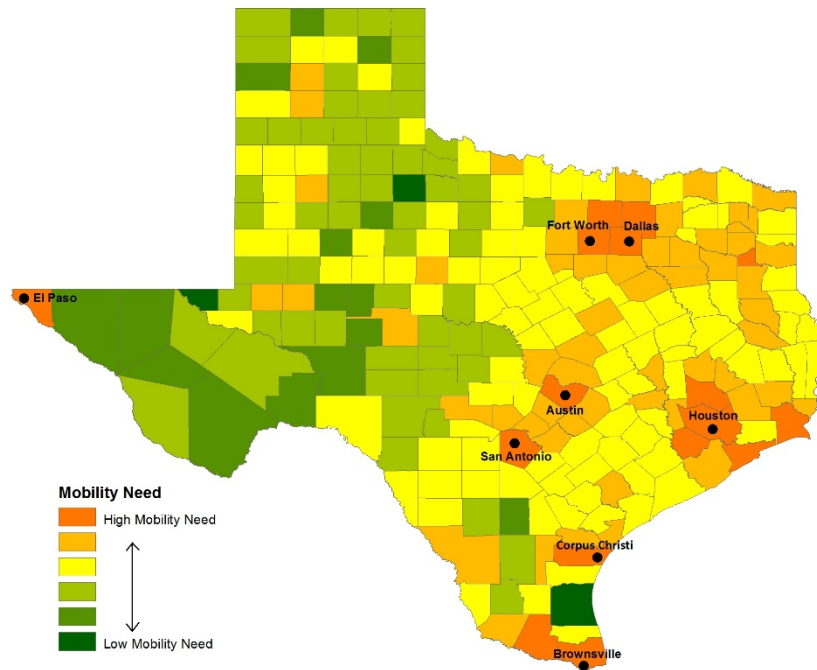 Fort Worth
Dallas
El Paso
Austin
Houston
San Antonio
Mobility Need
High Mobility Need
Corpus Christi
Low Mobility Need
Brownsville